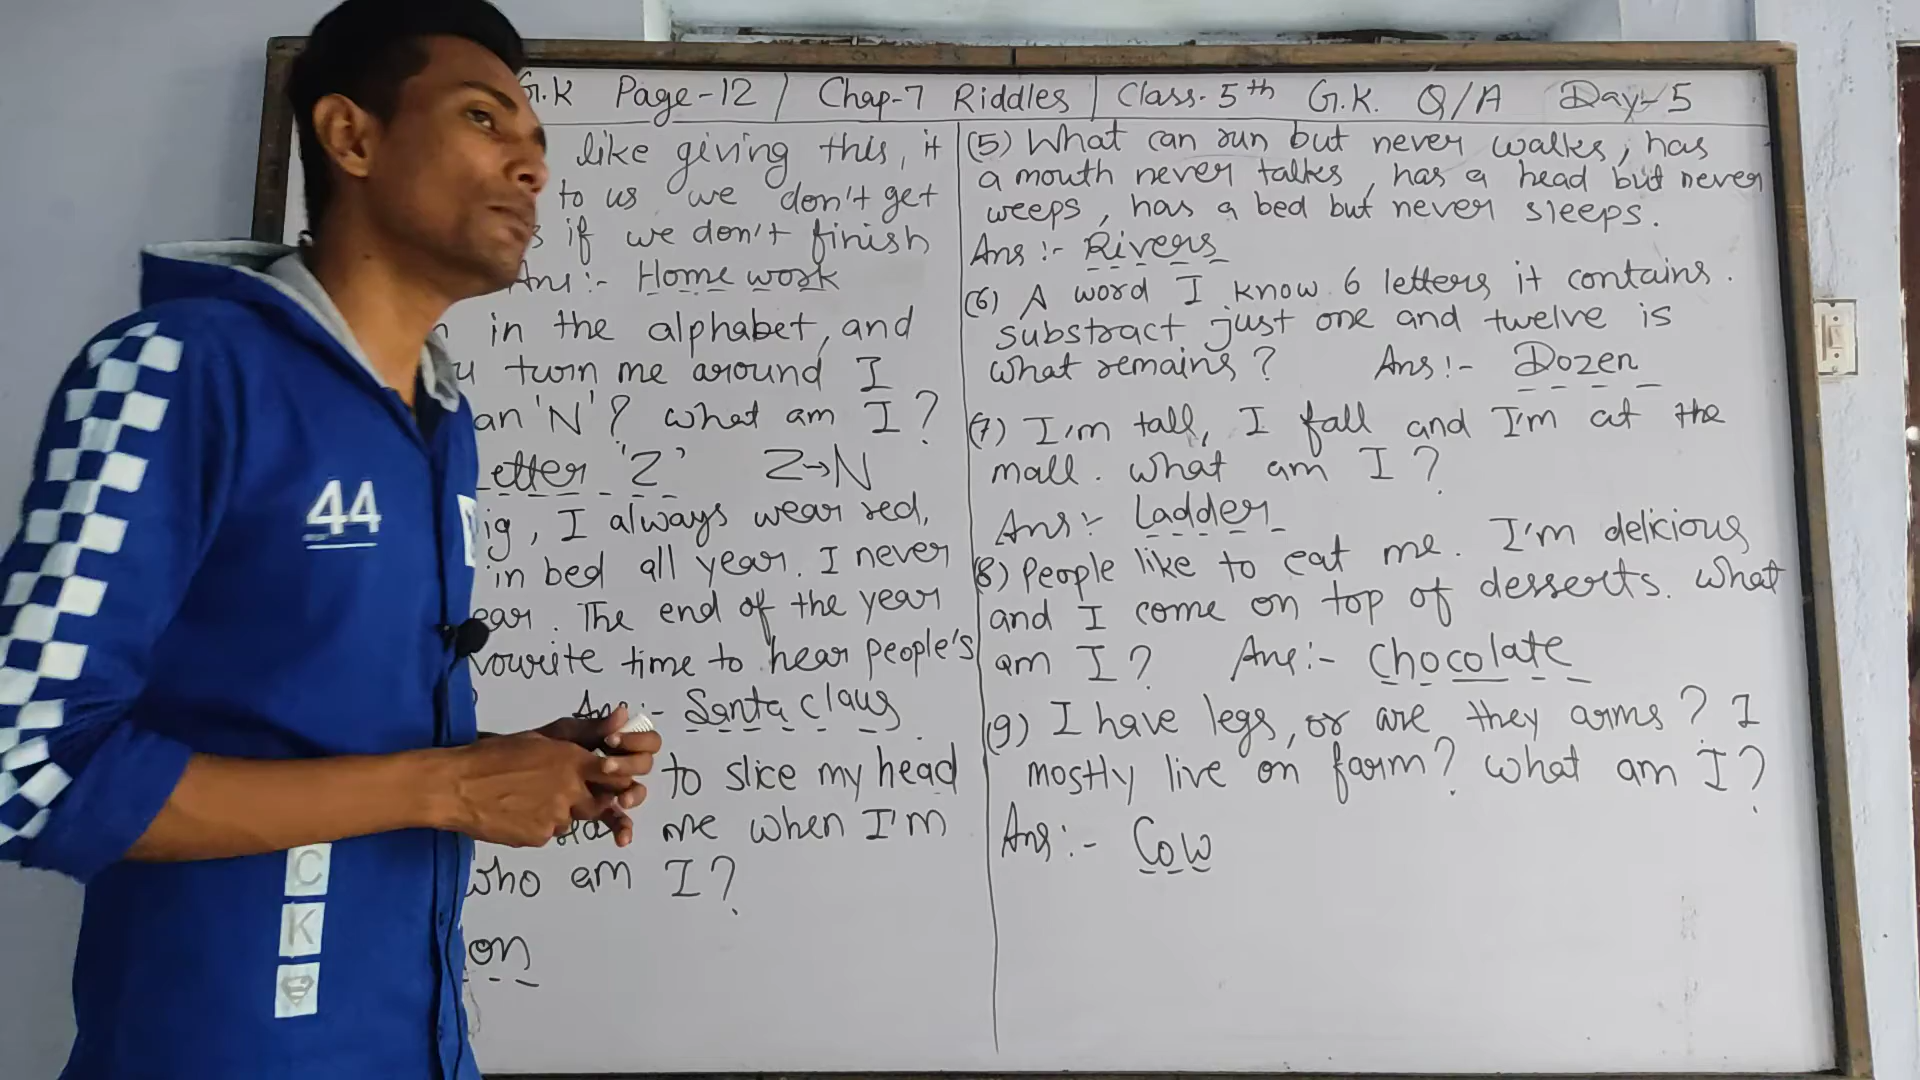 G.K Page-12 / Chap-7 Riddles | Class-5th G.K. Q/A Day-5
like giving this, it
to us we don't get
if we don't finish
Ans:- Home work
in the alphabet, and
turn me around I
an 'N'? What am I?
Letter 'Z' Z→N
I always wear red,
in bed all year. I never
The end of the year
time to hear people's
Ans:- Santa claus
to slice my head
me when I'm
who am I?
on
(5) What can run but never walks, has
a mouth never talks, has a head but never
weeps, has a bed but never sleeps.
Ans:- Rivers
(6) A word I know 6 letters it contains.
substract just one and twelve is
what remains? Ans:- Dozen
(7) I'm tall, I fall and I'm at the
mall. What am I?
Ans:- Ladder
(8) People like to eat me. I'm delicious
and I come on top of desserts. What
am I? Ans:- Chocolate
(9) I have legs, or are they arms? I
mostly live on farm? What am I?
Ans:- Cow
44
C
K
S